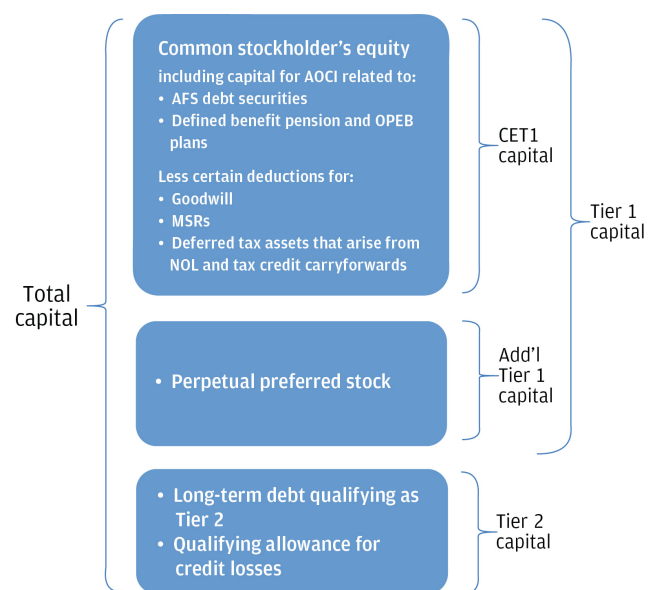 Common stockholder's equity
including capital for AOCI related to:
• AFS debt securities
• Defined benefit pension and OPEB
plans
Less certain deductions for:
• Goodwill
• MSRs
• Deferred tax assets that arise from
NOL and tax credit carryforwards
CET1
capital
Tier 1
capital
Total
capital
• Perpetual preferred stock
Add'l
Tier 1
capital
• Long-term debt qualifying as
Tier 2
• Qualifying allowance for
credit losses
Tier 2
capital